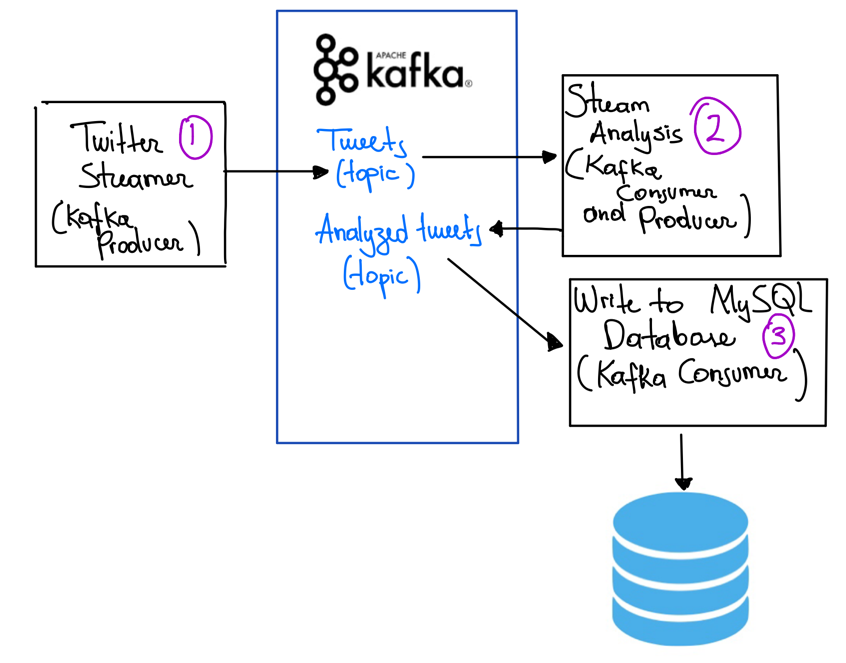 Twitter 1
Streamer
(Kafka
Producer)
APACHE
kafka®
Tweets
(topic)
Analyzed tweets
(topic)
Stream
Analysis 2
(Kafka
Consumer
and Producer)
Write to MySQL
Database 3
(Kafka Consumer)